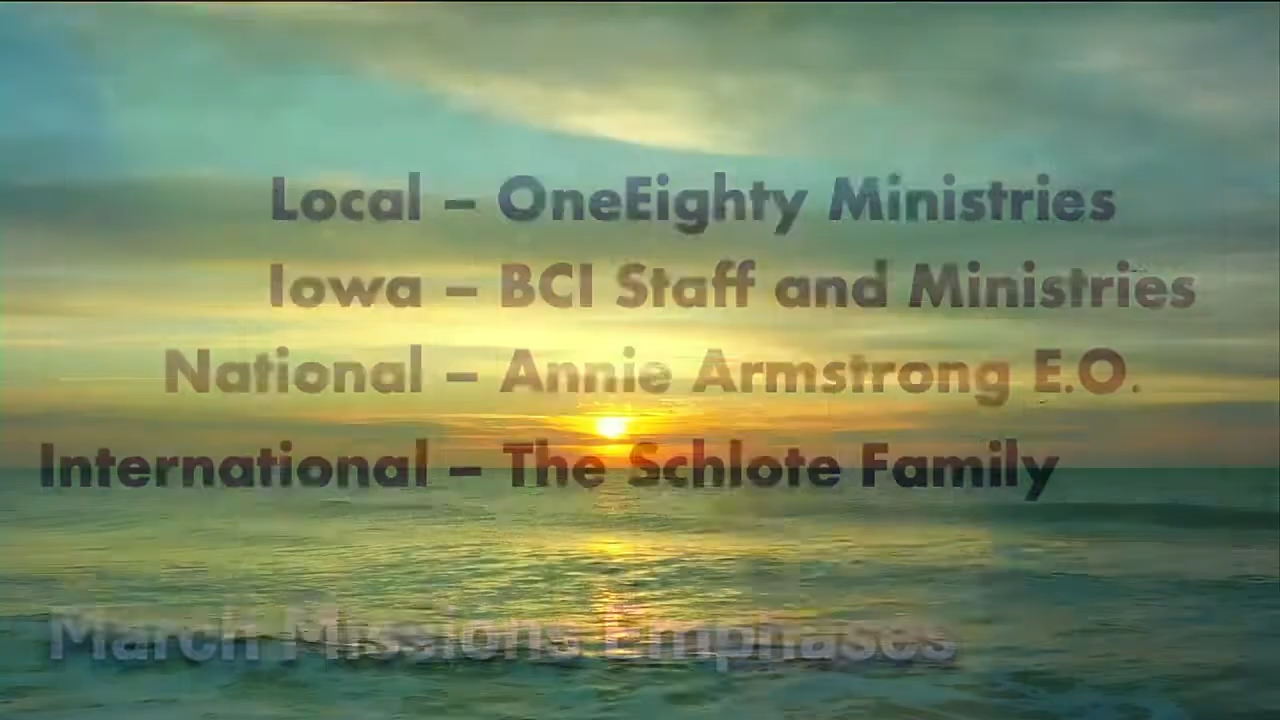 Local – OneEighty Ministries
Iowa – BCI Staff and Ministries
National – Annie Armstrong E.O.
International – The Schlote Family
March Missions Emphases